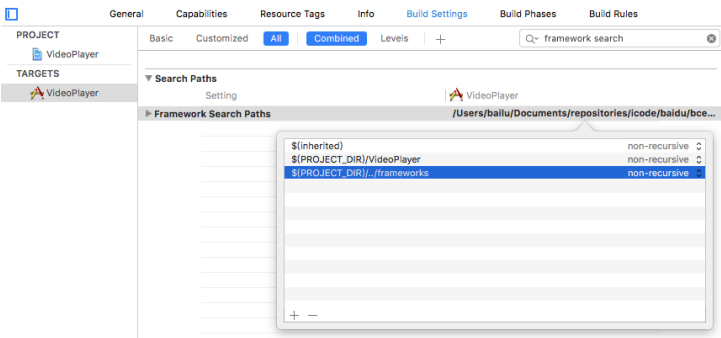 General Capabilities Resource Tags Info Build Settings Build Phases Build Rules
PROJECT
VideoPlayer
TARGETS
VideoPlayer
Basic Customized All Combined Levels + framework search
Search Paths
Setting VideoPlayer
Framework Search Paths /Users/bailu/Documents/repositories/icode/baidu/bce...
$(inherited) non-recursive
$(PROJECT_DIR)/VideoPlayer non-recursive
$(PROJECT_DIR)/../frameworks non-recursive
+ −